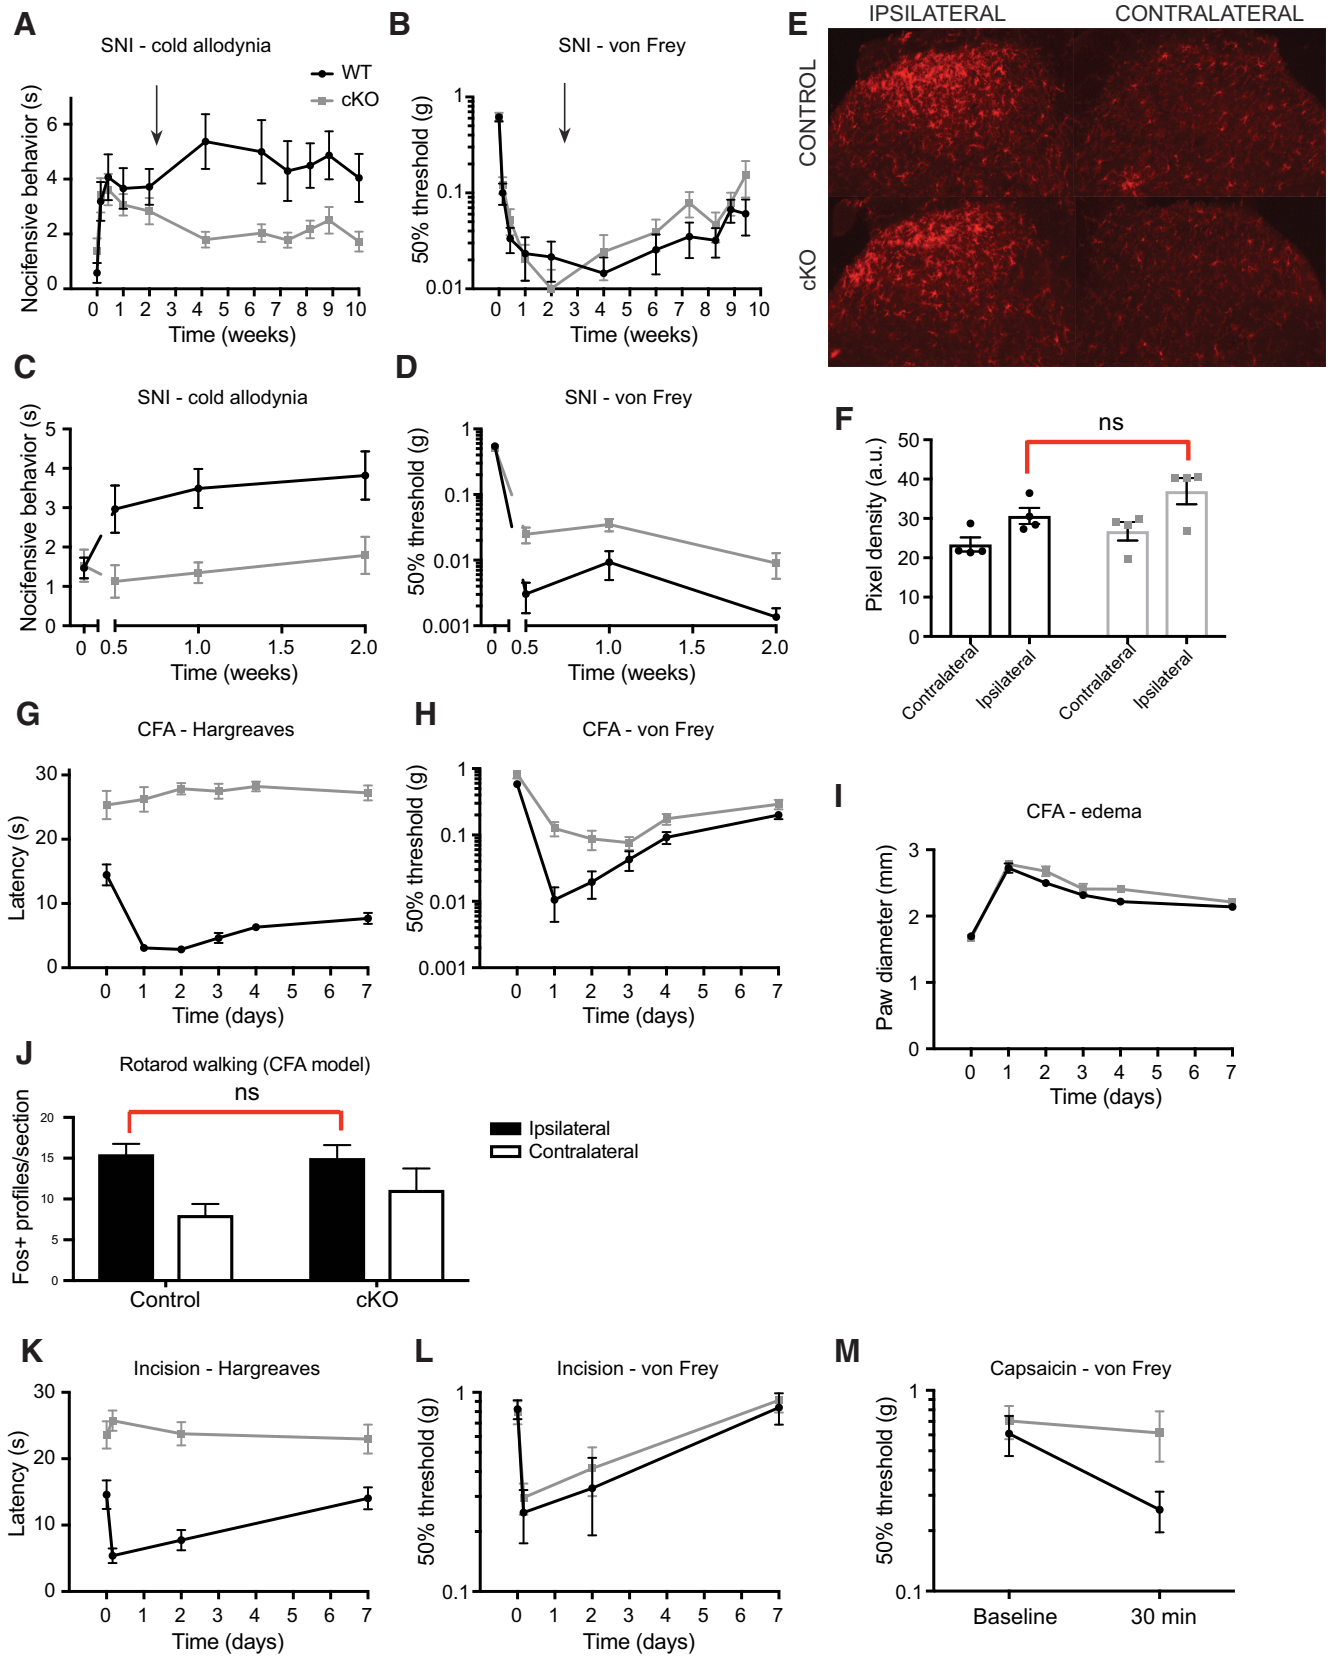 A
SNI - cold allodynia
WT
cKO
Nocifensive behavior (s)
6
4
2
0
0 1 2 3 4 5 6 7 8 9 10
Time (weeks)
B
SNI - von Frey
50% threshold (g)
1
0.1
0.01
0 1 2 3 4 5 6 7 8 9 10
Time (weeks)
E
IPSILATERAL CONTRALATERAL
CONTROL
cKO
C
SNI - cold allodynia
Nocifensive behavior (s)
5
4
3
2
1
0
0 0.5 1.0 1.5 2.0
Time (weeks)
D
SNI - von Frey
50% threshold (g)
1
0.1
0.01
0.001
0 0.5 1.0 1.5 2.0
Time (weeks)
F
ns
Pixel density (a.u.)
50
40
30
20
10
0
Contralateral
Ipsilateral
Contralateral
Ipsilateral
G
CFA - Hargreaves
Latency (s)
30
20
10
0
0 1 2 3 4 5 6 7
Time (days)
H
CFA - von Frey
50% threshold (g)
1
0.1
0.01
0.001
0 1 2 3 4 5 6 7
Time (days)
I
CFA - edema
Paw diameter (mm)
3
2
1
0
0 1 2 3 4 5 6 7
Time (days)
J
Rotarod walking (CFA model)
ns
Fos+ profiles/section
20
15
10
5
0
Control cKO
Ipsilateral
Contralateral
K
Incision - Hargreaves
Latency (s)
30
20
10
0
0 1 2 3 4 5 6 7
Time (days)
L
Incision - von Frey
50% threshold (g)
1
0.1
0 1 2 3 4 5 6 7
Time (days)
M
Capsaicin - von Frey
50% threshold (g)
1
0.1
Baseline 30 min